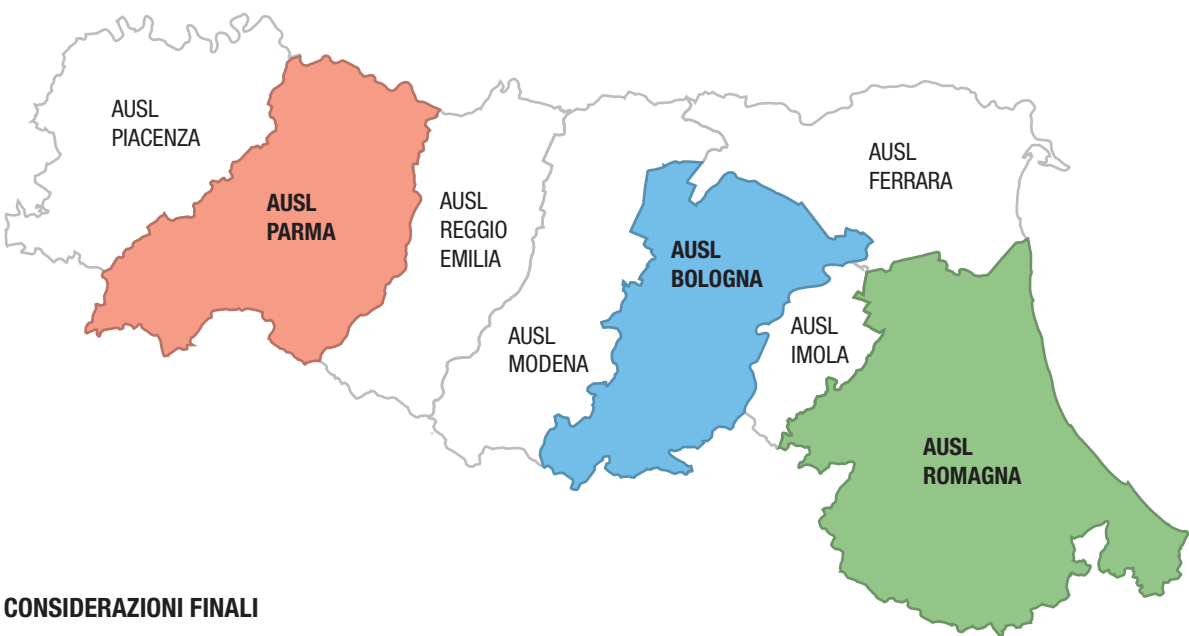 AUSL
PIACENZA
AUSL
PARMA
AUSL
REGGIO
EMILIA
AUSL
MODENA
AUSL
BOLOGNA
AUSL
FERRARA
AUSL
IMOLA
AUSL
ROMAGNA
CONSIDERAZIONI FINALI